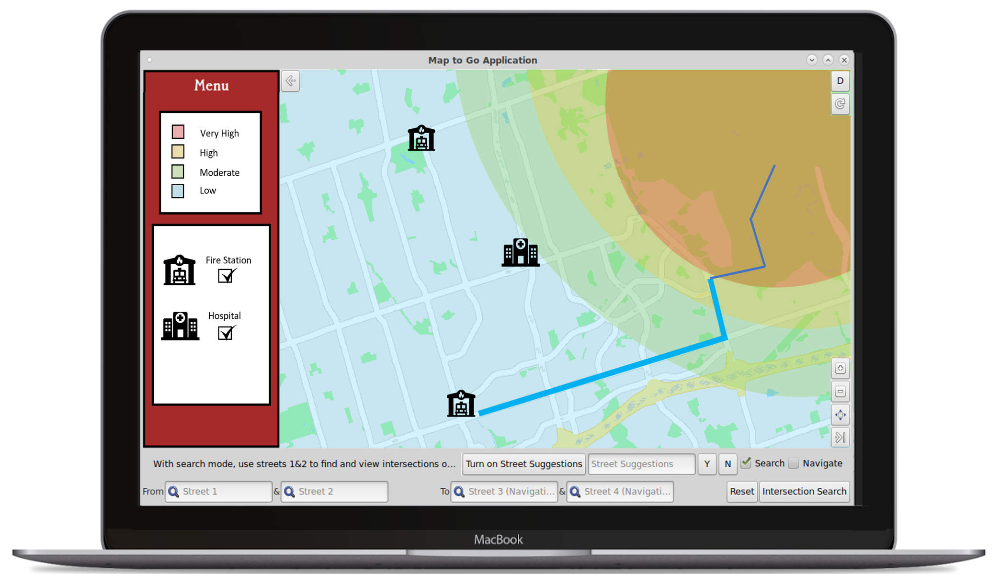 Map to Go Application
Menu
D
Very High
High
Moderate
Low
Fire Station
Hospital
With search mode, use streets 1&2 to find and view intersections o...
Turn on Street Suggestions
Street Suggestions
Y
N
Search
Navigate
From
Street 1
&
Street 2
To
Street 3 (Navigati...
&
Street 4 (Navigati...
Reset
Intersection Search
MacBook